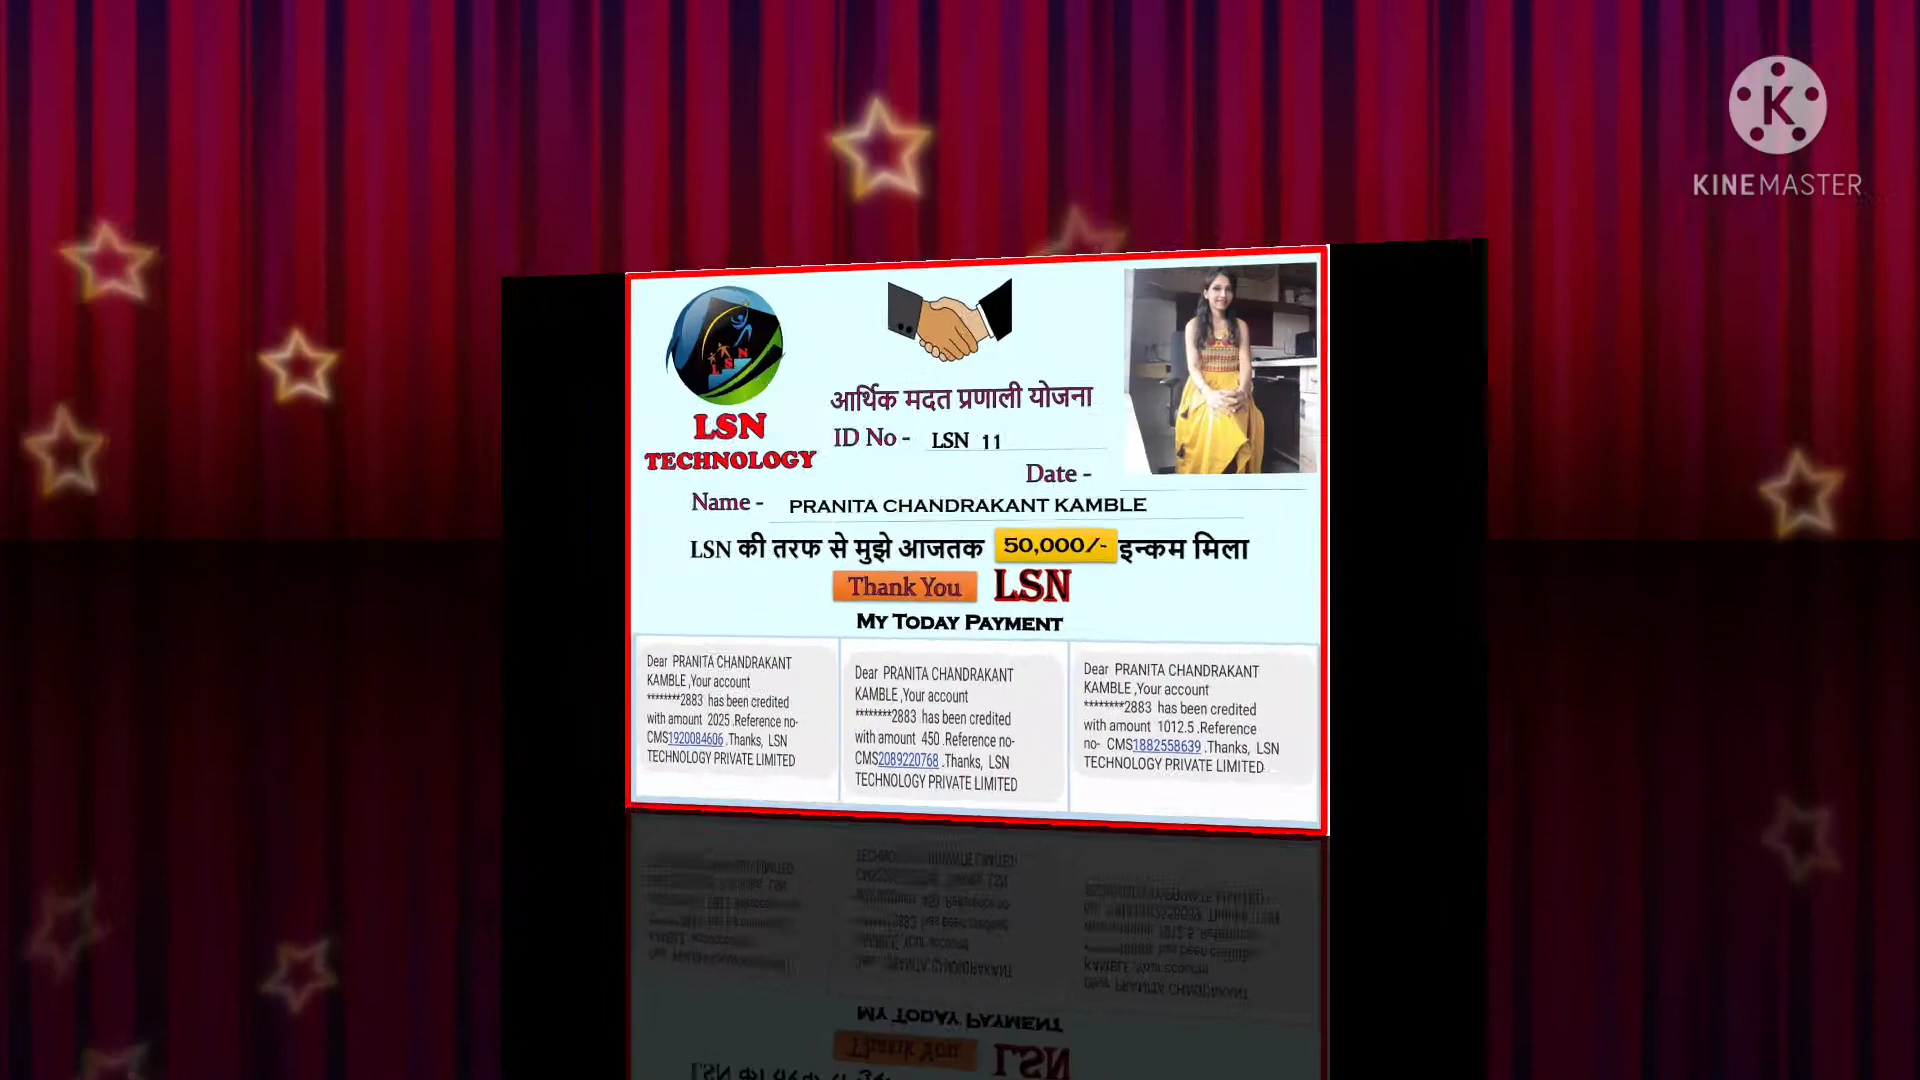 K
KINEMASTER
LSN
LSN
TECHNOLOGY
आर्थिक मदत प्रणाली योजना
ID No - LSN 11
Date -
Name - PRANITA CHANDRAKANT KAMBLE
LSN की तरफ से मुझे आजतक 50,000/- इन्कम मिला
Thank You LSN
My Today Payment
Dear PRANITA CHANDRAKANT
KAMBLE ,Your account
********2883 has been credited
with amount 2025 .Reference no-
CMS1920084606 .Thanks, LSN
TECHNOLOGY PRIVATE LIMITED
Dear PRANITA CHANDRAKANT
KAMBLE ,Your account
********2883 has been credited
with amount 450 .Reference no-
CMS2089220768 .Thanks, LSN
TECHNOLOGY PRIVATE LIMITED
Dear PRANITA CHANDRAKANT
KAMBLE ,Your account
********2883 has been credited
with amount 1012.5 .Reference
no- CMS1882558639 .Thanks, LSN
TECHNOLOGY PRIVATE LIMITED